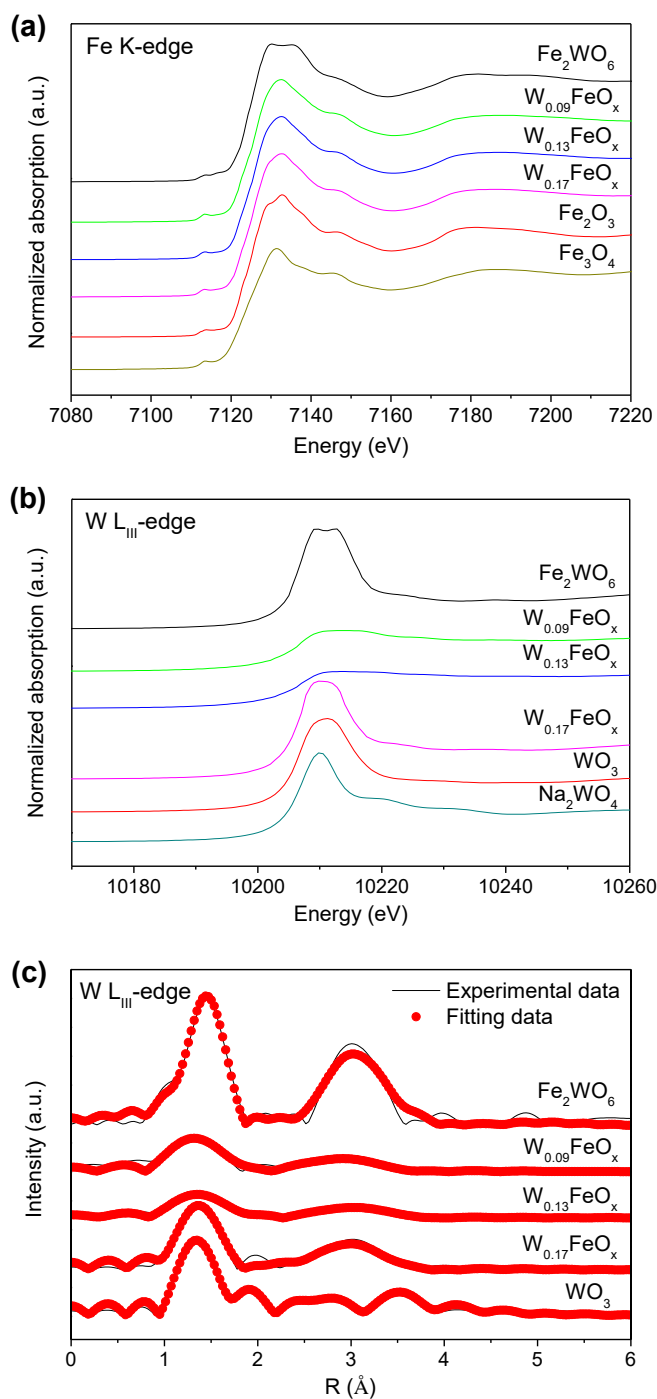 (a)
Fe K-edge
Fe₂WO₆
W₀.₀₉FeOₓ
W₀.₁₃FeOₓ
W₀.₁₇FeOₓ
Fe₂O₃
Fe₃O₄
Normalized absorption (a.u.)
7080 7100 7120 7140 7160 7180 7200 7220
Energy (eV)
(b)
W L_III-edge
Fe₂WO₆
W₀.₀₉FeOₓ
W₀.₁₃FeOₓ
W₀.₁₇FeOₓ
WO₃
Na₂WO₄
Normalized absorption (a.u.)
10180 10200 10220 10240 10260
Energy (eV)
(c)
W L_III-edge
Experimental data
Fitting data
Fe₂WO₆
W₀.₀₉FeOₓ
W₀.₁₃FeOₓ
W₀.₁₇FeOₓ
WO₃
Intensity (a.u.)
0 1 2 3 4 5 6
R (Å)